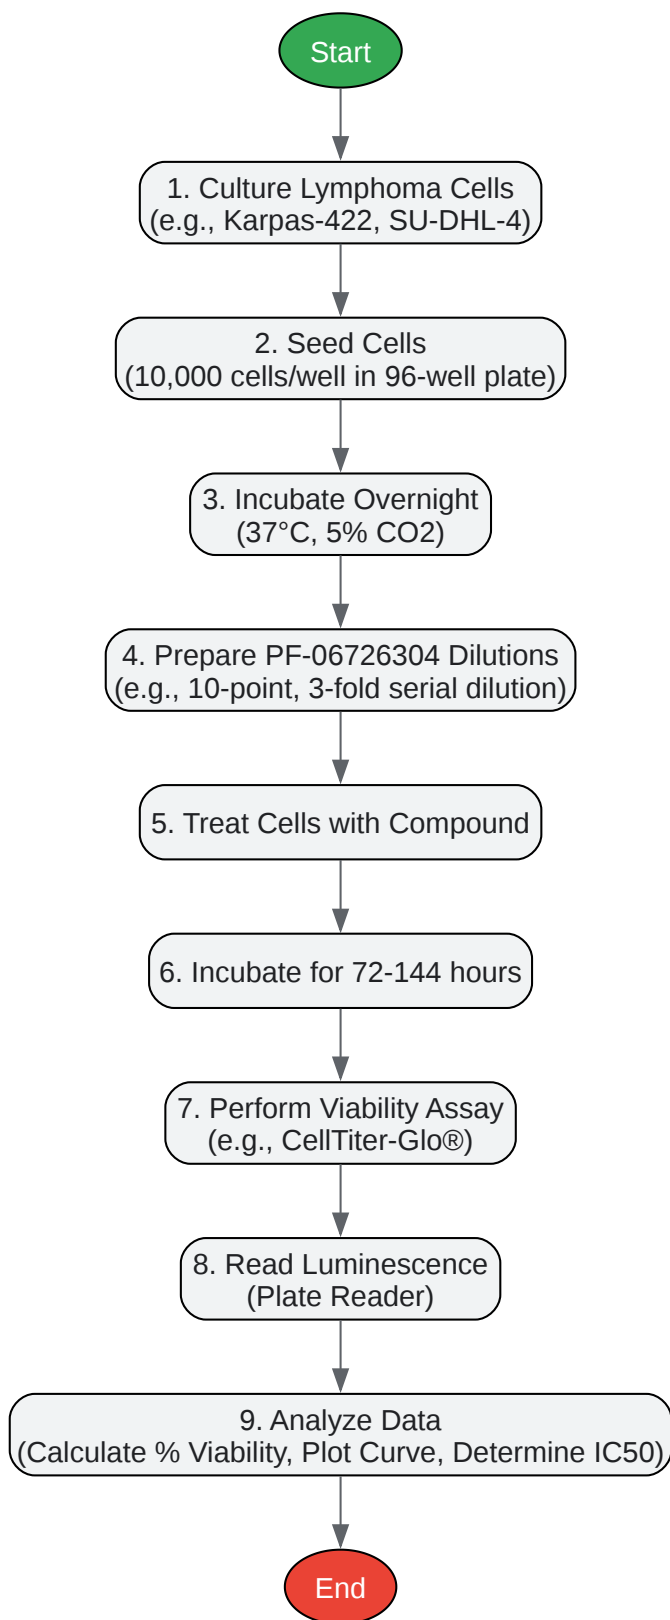 Start
1. Culture Lymphoma Cells
(e.g., Karpas-422, SU-DHL-4)
2. Seed Cells
(10,000 cells/well in 96-well plate)
3. Incubate Overnight
(37°C, 5% CO2)
4. Prepare PF-06726304 Dilutions
(e.g., 10-point, 3-fold serial dilution)
5. Treat Cells with Compound
6. Incubate for 72-144 hours
7. Perform Viability Assay
(e.g., CellTiter-Glo®)
8. Read Luminescence
(Plate Reader)
9. Analyze Data
(Calculate % Viability, Plot Curve, Determine IC50)
End